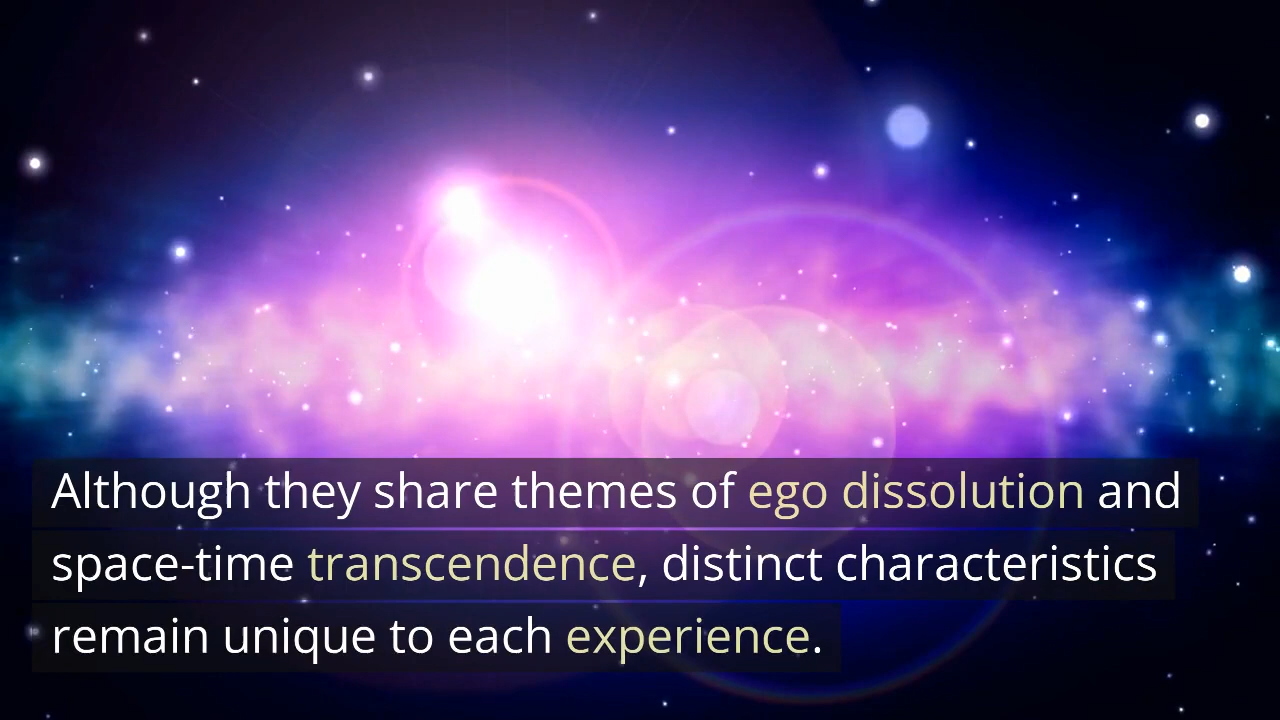 Although they share themes of ego dissolution and
space-time transcendence, distinct characteristics
remain unique to each experience.